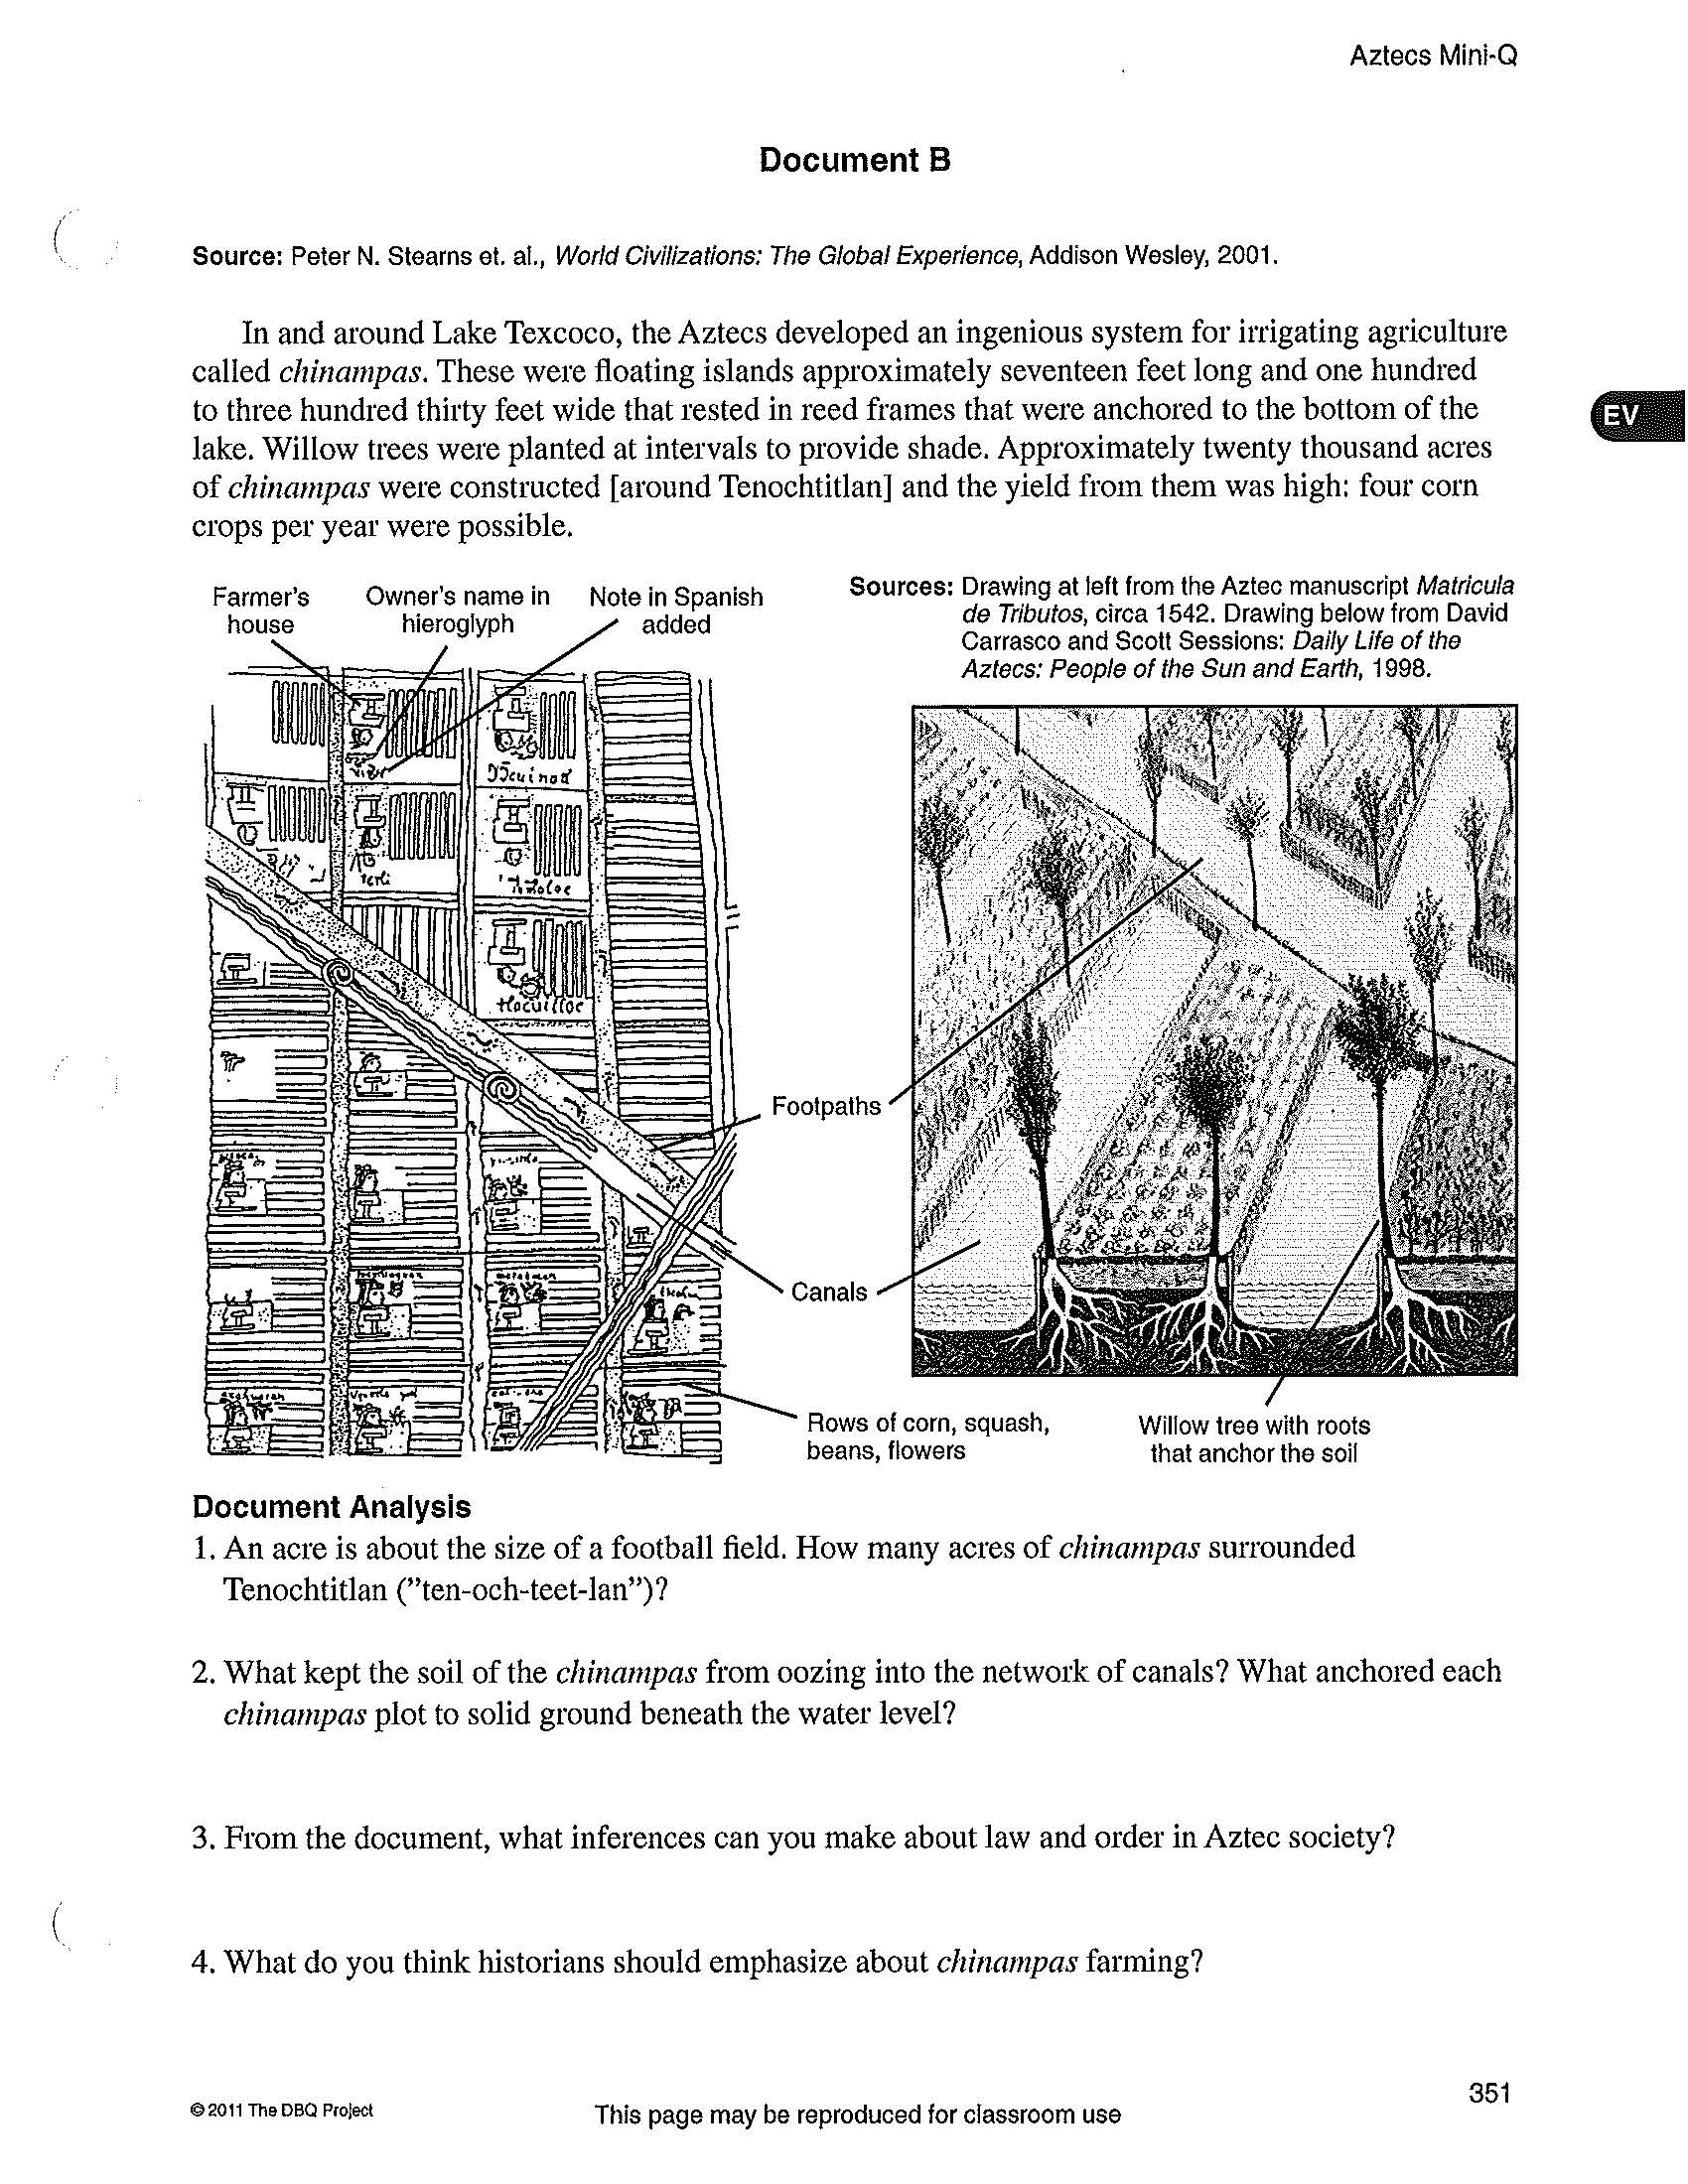 Aztecs Mini-Q
Document B
Source: Peter N. Stearns et. al., World Civilizations: The Global Experience, Addison Wesley, 2001.
In and around Lake Texcoco, the Aztecs developed an ingenious system for irrigating agriculture
called chinampas. These were floating islands approximately seventeen feet long and one hundred
to three hundred thirty feet wide that rested in reed frames that were anchored to the bottom of the
lake. Willow trees were planted at intervals to provide shade. Approximately twenty thousand acres
of chinampas were constructed [around Tenochtitlan] and the yield from them was high: four corn
crops per year were possible.
EV
Farmer's
house
Owner's name in
hieroglyph
Note in Spanish
added
Sources: Drawing at left from the Aztec manuscript Matricula
de Tributos, circa 1542. Drawing below from David
Carrasco and Scott Sessions: Daily Life of the
Aztecs: People of the Sun and Earth, 1998.
Footpaths
Canals
Rows of corn, squash,
beans, flowers
Willow tree with roots
that anchor the soil
Document Analysis
1. An acre is about the size of a football field. How many acres of chinampas surrounded
Tenochtitlan (”ten-och-teet-lan”)?
2. What kept the soil of the chinampas from oozing into the network of canals? What anchored each
chinampas plot to solid ground beneath the water level?
3. From the document, what inferences can you make about law and order in Aztec society?
4. What do you think historians should emphasize about chinampas farming?
351
© 2011 The DBQ Project
This page may be reproduced for classroom use